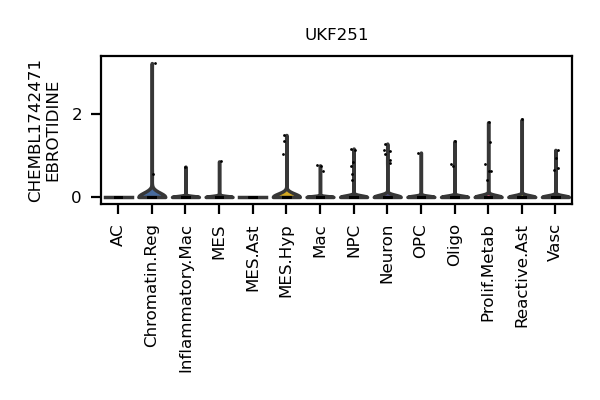 UKF251
CHEMBL1742471
EBROTIDINE
2
0
AC
Chromatin.Reg
Inflammatory.Mac
MES
MES.Ast
MES.Hyp
Mac
NPC
Neuron
OPC
Oligo
Prolif.Metab
Reactive.Ast
Vasc